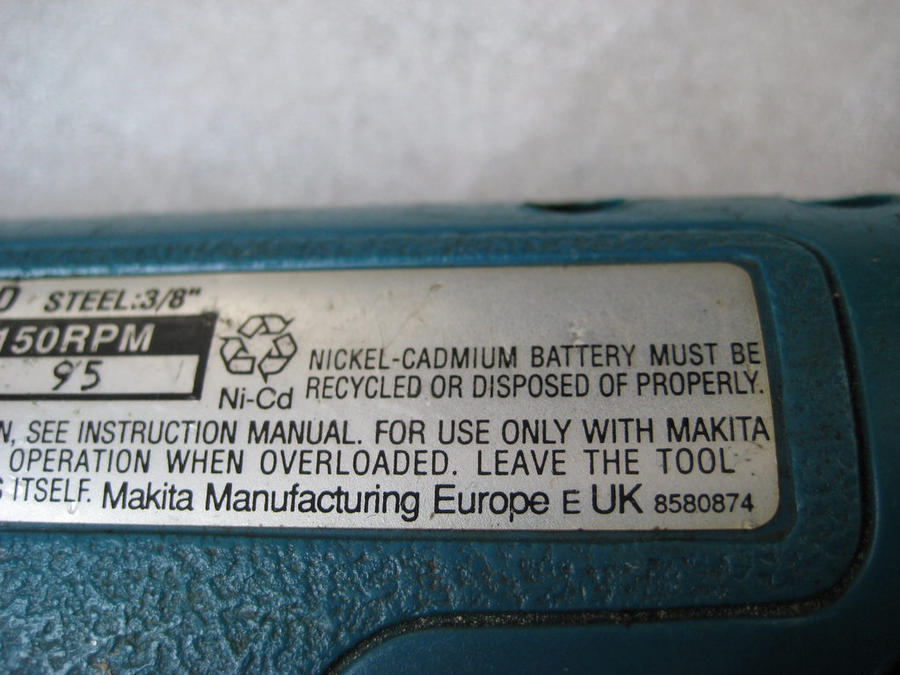 STEEL:3/8"
150RPM
95
Ni-Cd
NICKEL-CADMIUM BATTERY MUST BE
RECYCLED OR DISPOSED OF PROPERLY.
N, SEE INSTRUCTION MANUAL. FOR USE ONLY WITH MAKITA
OPERATION WHEN OVERLOADED. LEAVE THE TOOL
S ITSELF. Makita Manufacturing Europe E UK 8580874